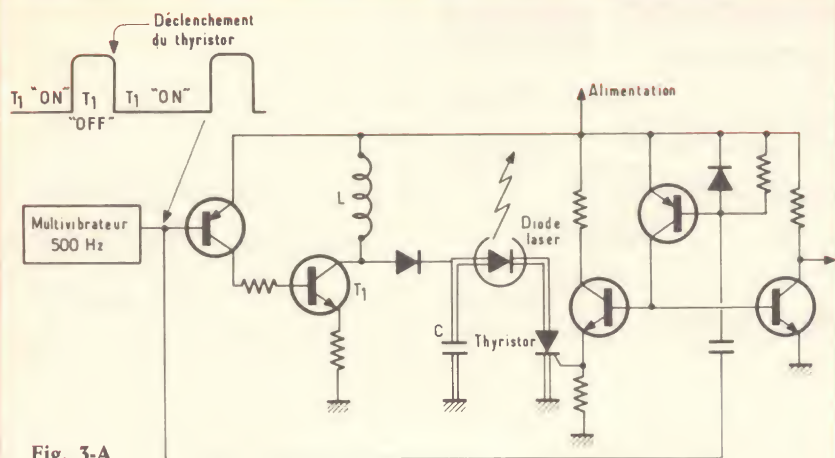 Déclenchement
du thyristor
T1 "ON"
T1
"OFF"
T1 "ON"
Alimentation
Multivibrateur
500 Hz
L
T1
Diode
laser
C
Thyristor
Fig. 3-A